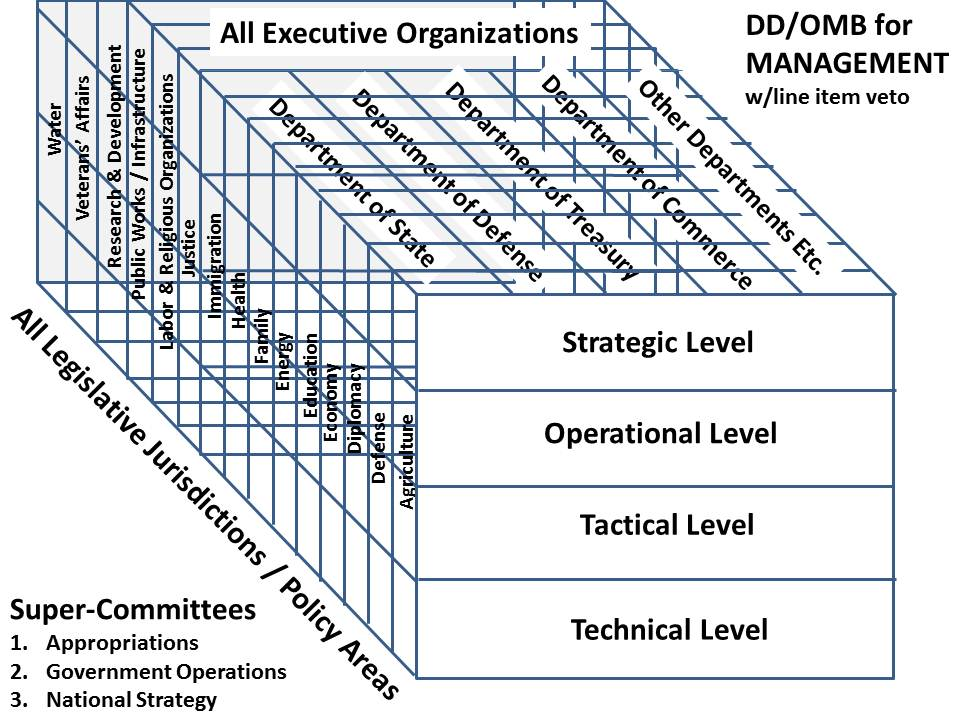 All Executive Organizations
DD/OMB for
MANAGEMENT
w/line item veto
Water
Veterans' Affairs
Research & Development
Public Works / Infrastructure
Labor & Religious Organizations
Justice
Immigration
Health
Family
Energy
Education
Economy
Diplomacy
Defense
Agriculture
Department of State
Department of Defense
Department of Treasury
Department of Commerce
Other Departments Etc.
Strategic Level
Operational Level
Tactical Level
Technical Level
All Legislative Jurisdictions / Policy Areas
Super-Committees
1. Appropriations
2. Government Operations
3. National Strategy